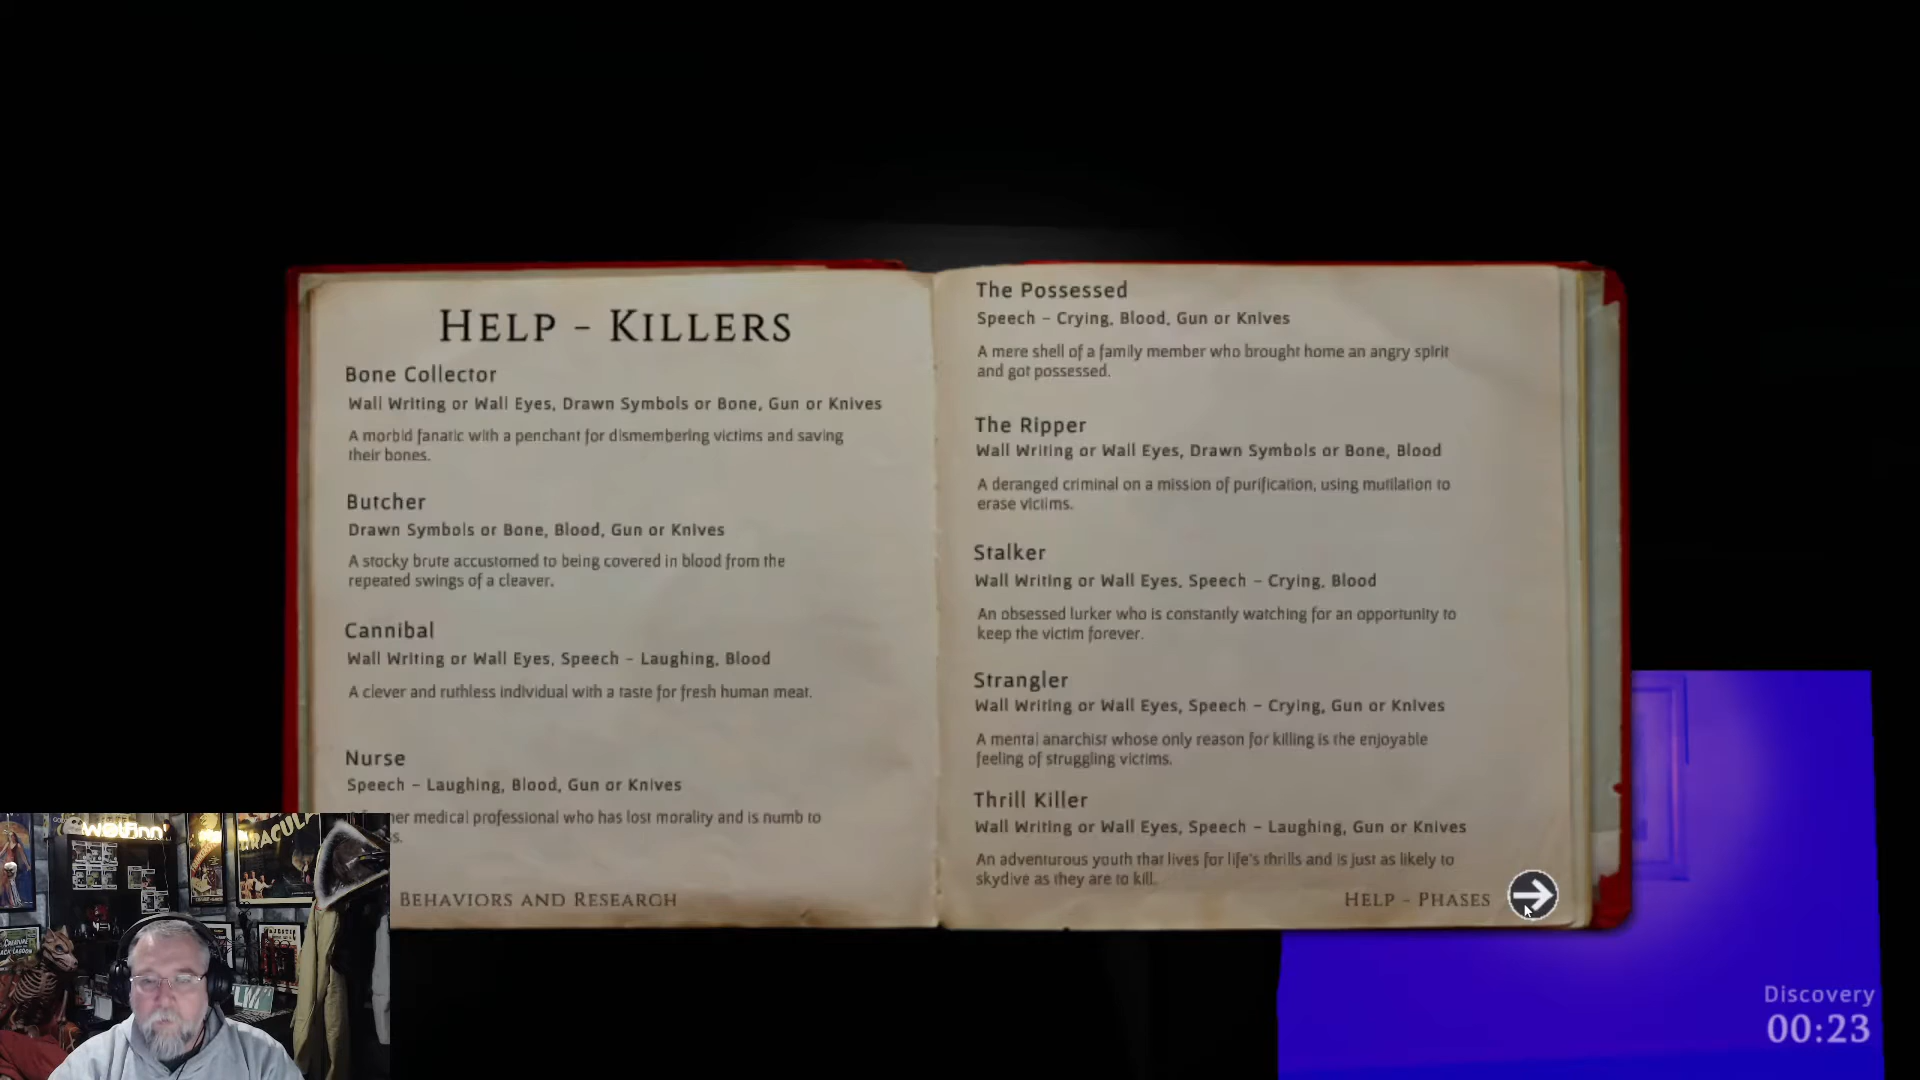 HELP - KILLERS
Bone Collector
Wall Writing or Wall Eyes, Drawn Symbols or Bone, Gun or Knives
A morbid fanatic with a penchant for dismembering victims and saving
their bones.
Butcher
Drawn Symbols or Bone, Blood, Gun or Knives
A stocky brute accustomed to being covered in blood from the
repeated swings of a cleaver.
Cannibal
Wall Writing or Wall Eyes, Speech - Laughing, Blood
A clever and ruthless individual with a taste for fresh human meat.
Nurse
Speech - Laughing, Blood, Gun or Knives
medical professional who has lost morality and is numb to
BEHAVIORS AND RESEARCH
The Possessed
Speech - Crying, Blood, Gun or Knives
A mere shell of a family member who brought home an angry spirit
and got possessed.
The Ripper
Wall Writing or Wall Eyes, Drawn Symbols or Bone, Blood
A deranged criminal on a mission of purification, using mutilation to
erase victims.
Stalker
Wall Writing or Wall Eyes, Speech - Crying, Blood
An obsessed lurker who is constantly watching for an opportunity to
keep the victim forever.
Strangler
Wall Writing or Wall Eyes, Speech - Crying, Gun or Knives
A mental anarchist whose only reason for killing is the enjoyable
feeling of struggling victims.
Thrill Killer
Wall Writing or Wall Eyes, Speech - Laughing, Gun or Knives
An adventurous youth that lives for life's thrills and is just as likely to
skydive as they are to kill.
HELP - PHASES
Discovery
00:23
DRACULA